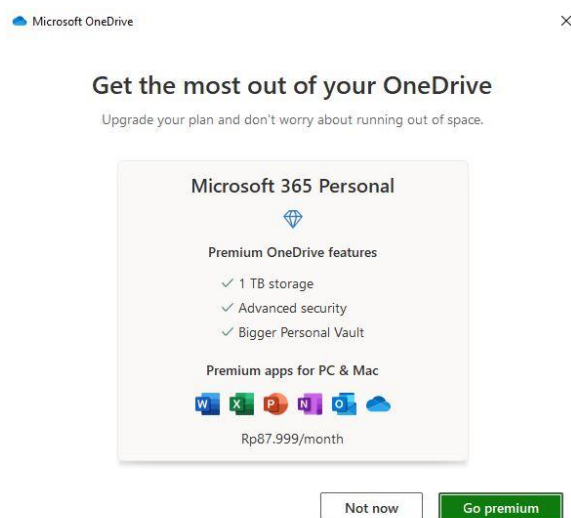 Microsoft OneDrive
Get the most out of your OneDrive
Upgrade your plan and don't worry about running out of space.
Microsoft 365 Personal
Premium OneDrive features
1 TB storage
Advanced security
Bigger Personal Vault
Premium apps for PC & Mac
W X P N O
Rp87.999/month
Not now Go premium